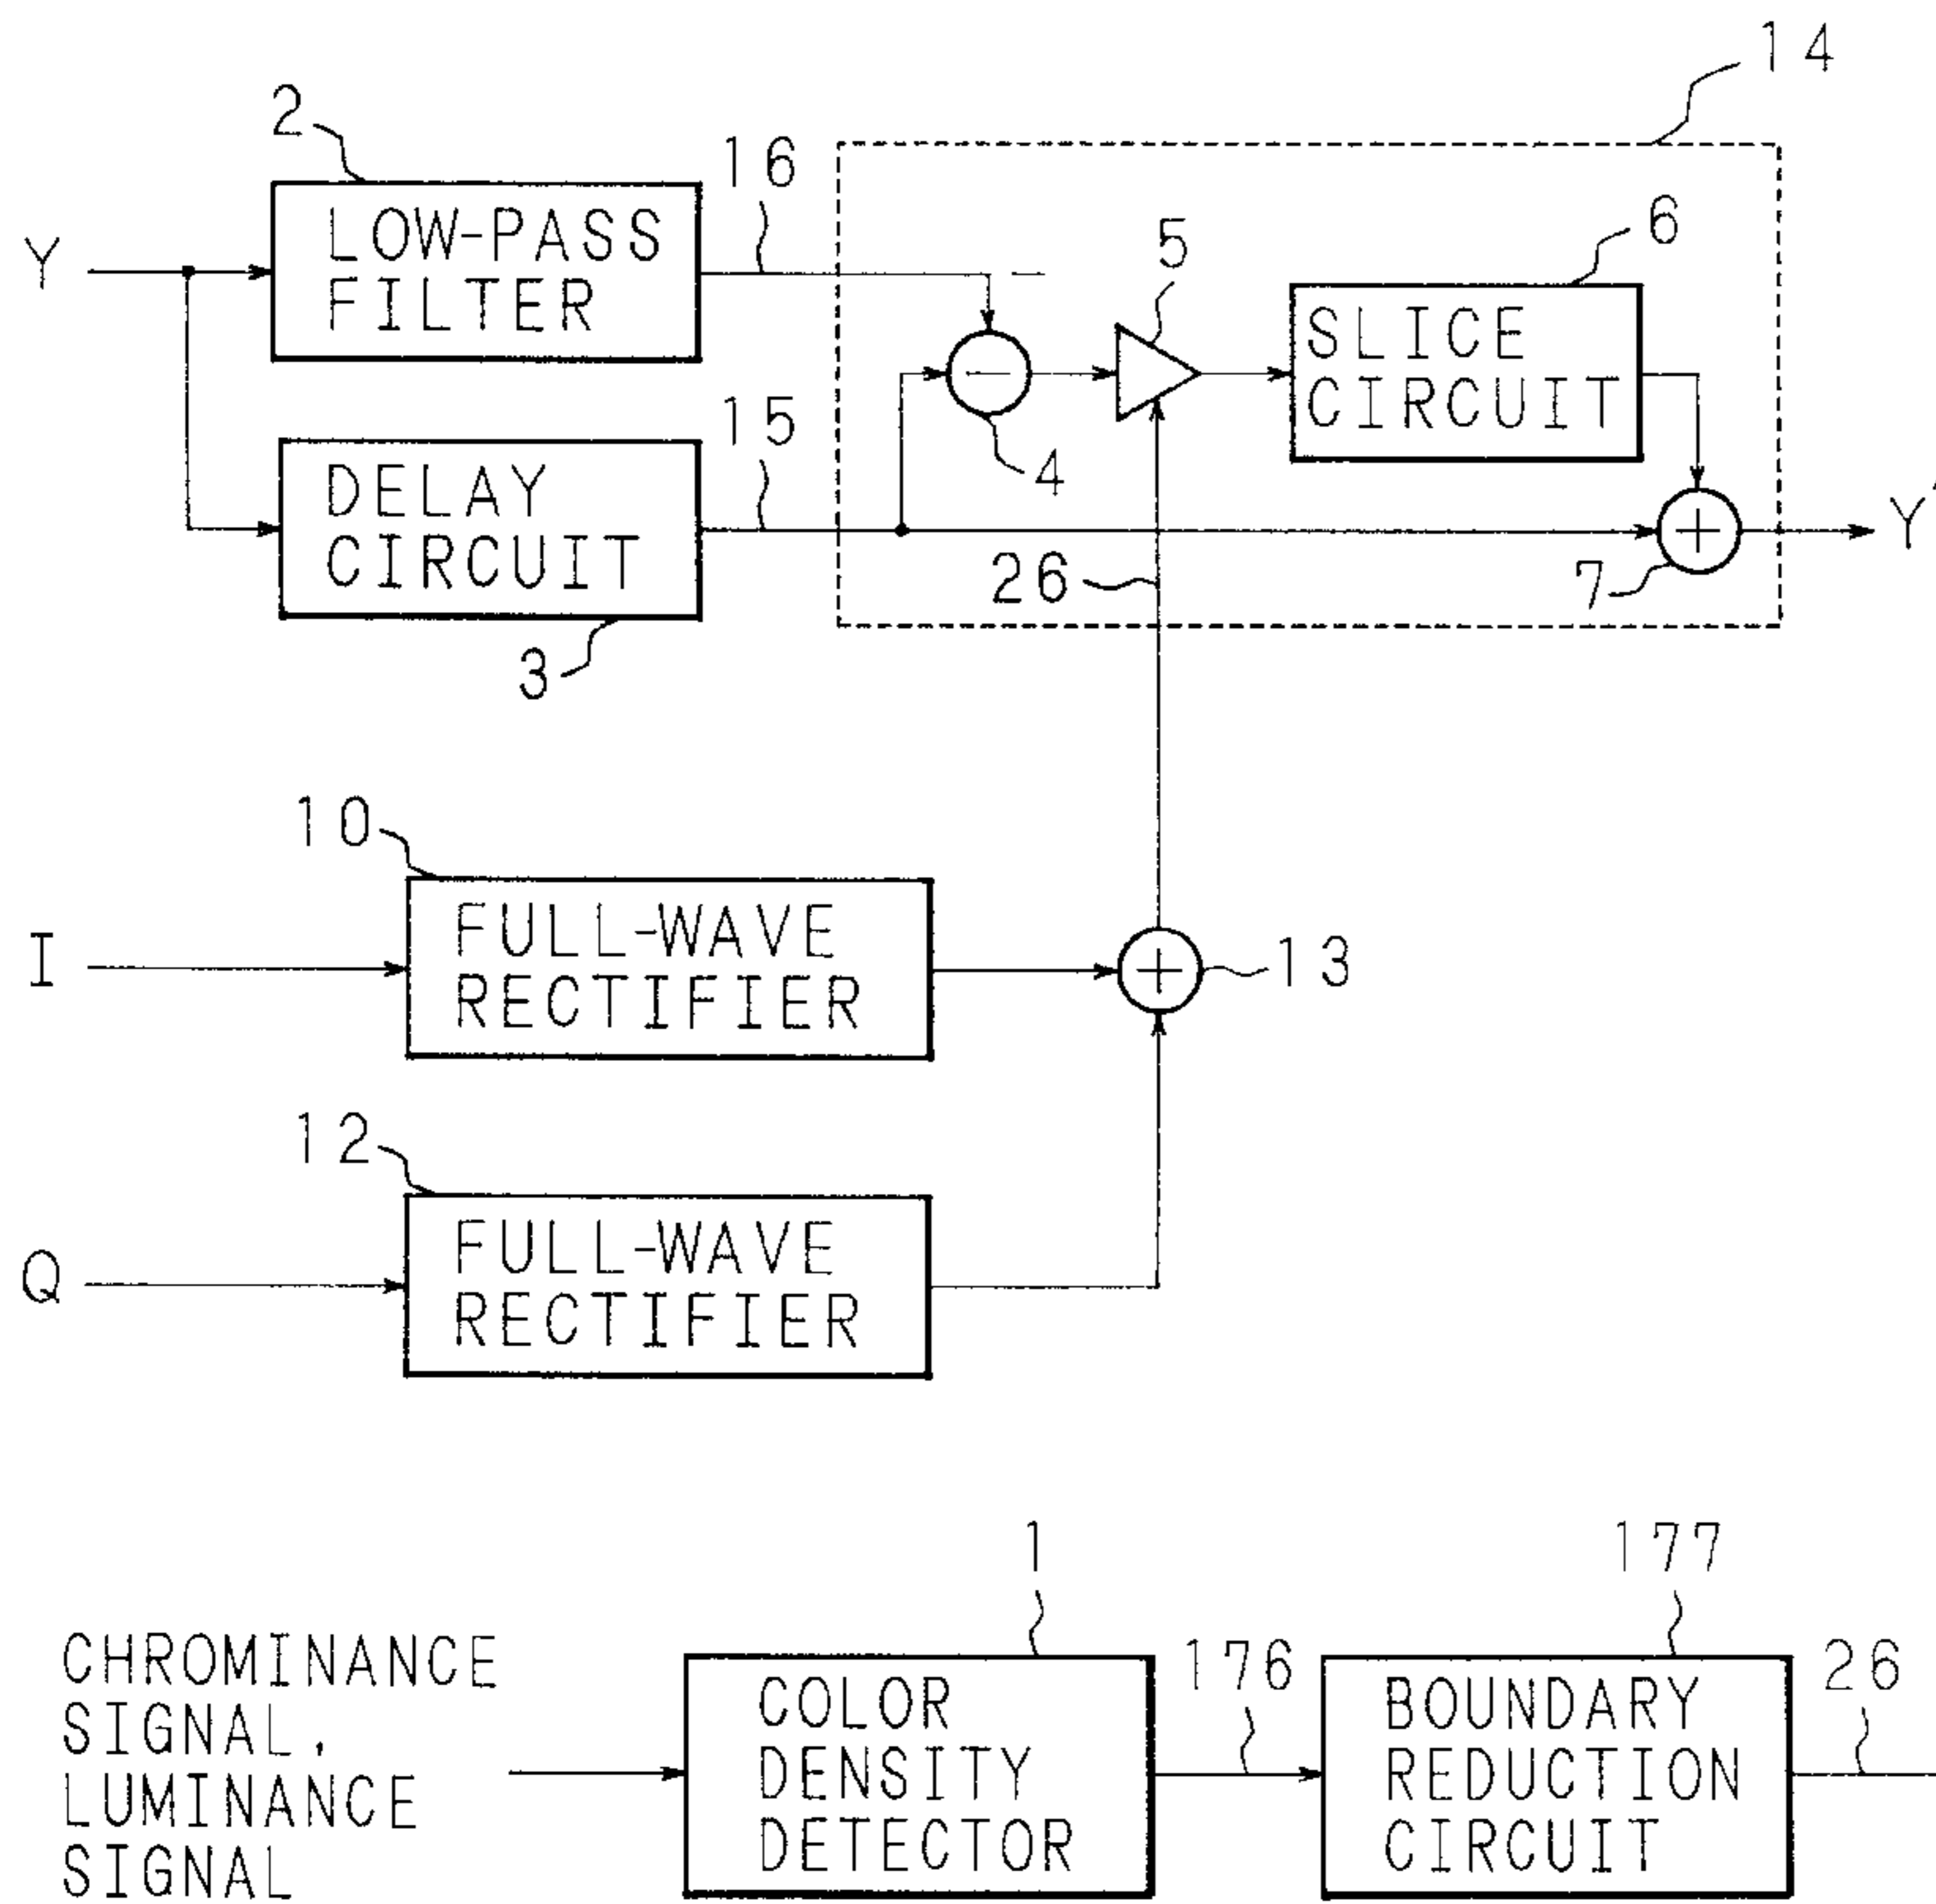 14
2
16
LOW-PASS
FILTER
Y
5
6
SLICE
CIRCUIT
15
4
DELAY
CIRCUIT
Y'
26
7
3
10
FULL-WAVE
RECTIFIER
I
13
12
FULL-WAVE
RECTIFIER
Q
1
177
CHROMINANCE
SIGNAL,
LUMINANCE
SIGNAL
COLOR
DENSITY
DETECTOR
176
BOUNDARY
REDUCTION
CIRCUIT
26